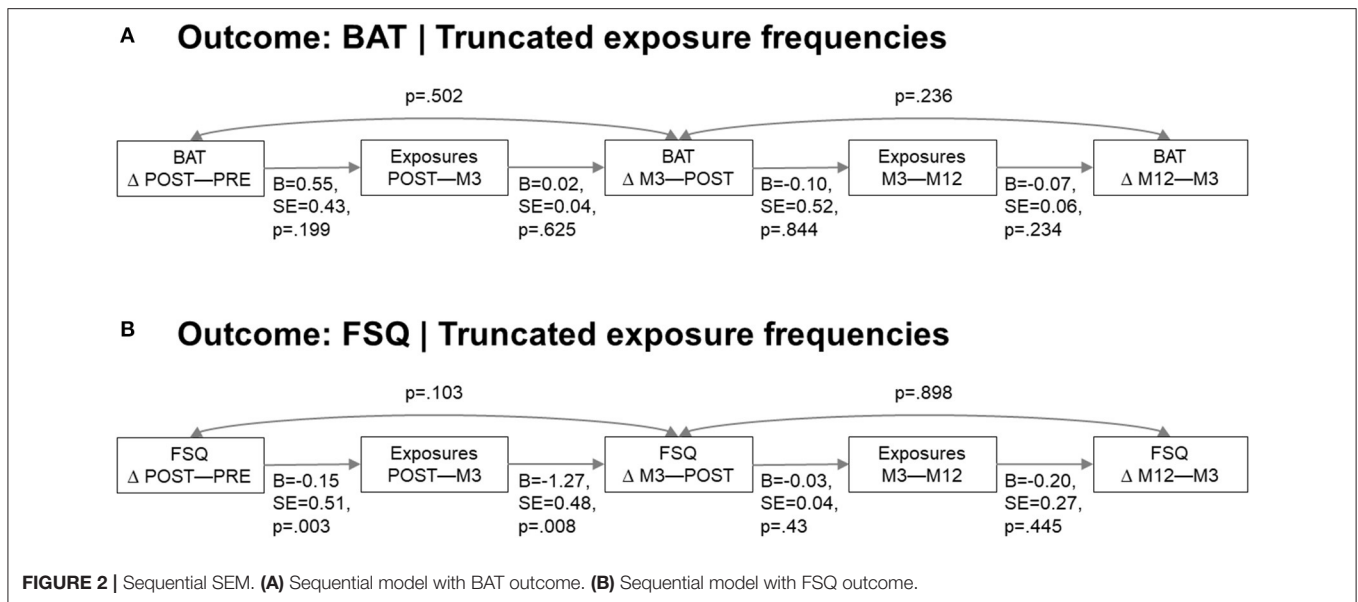 A Outcome: BAT | Truncated exposure frequencies
p=.502
p=.236
BAT
Δ POST—PRE
B=0.55,
SE=0.43,
p=.199
Exposures
POST—M3
B=0.02,
SE=0.04,
p=.625
BAT
Δ M3—POST
B=-0.10,
SE=0.52,
p=.844
Exposures
M3—M12
B=-0.07,
SE=0.06,
p=.234
BAT
Δ M12—M3
B Outcome: FSQ | Truncated exposure frequencies
p=.103
p=.898
FSQ
Δ POST—PRE
B=-0.15
SE=0.51,
p=.003
Exposures
POST—M3
B=-1.27,
SE=0.48,
p=.008
FSQ
Δ M3—POST
B=-0.03,
SE=0.04,
p=.43
Exposures
M3—M12
B=-0.20,
SE=0.27,
p=.445
FSQ
Δ M12—M3
FIGURE 2 | Sequential SEM. (A) Sequential model with BAT outcome. (B) Sequential model with FSQ outcome.